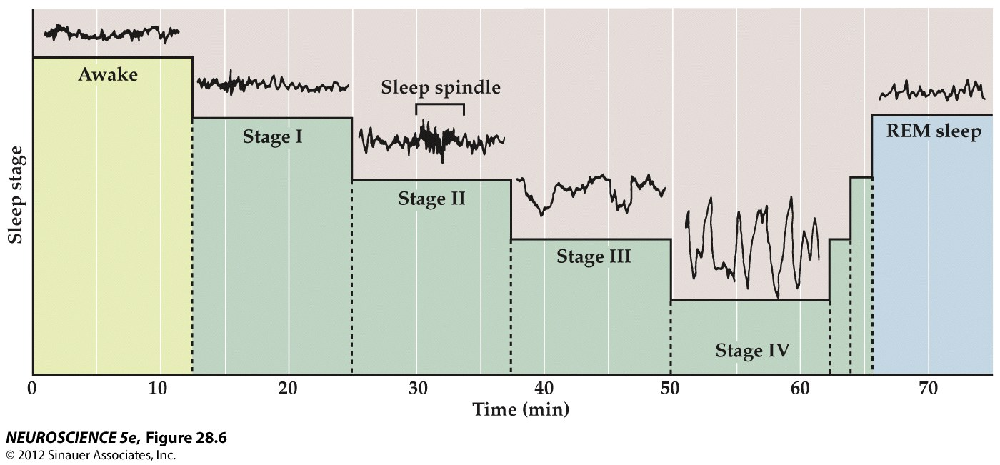 Awake
Sleep spindle
Stage I
REM sleep
Stage II
Stage III
Stage IV
Sleep stage
0 10 20 30 40 50 60 70
Time (min)
NEUROSCIENCE 5e, Figure 28.6
© 2012 Sinauer Associates, Inc.